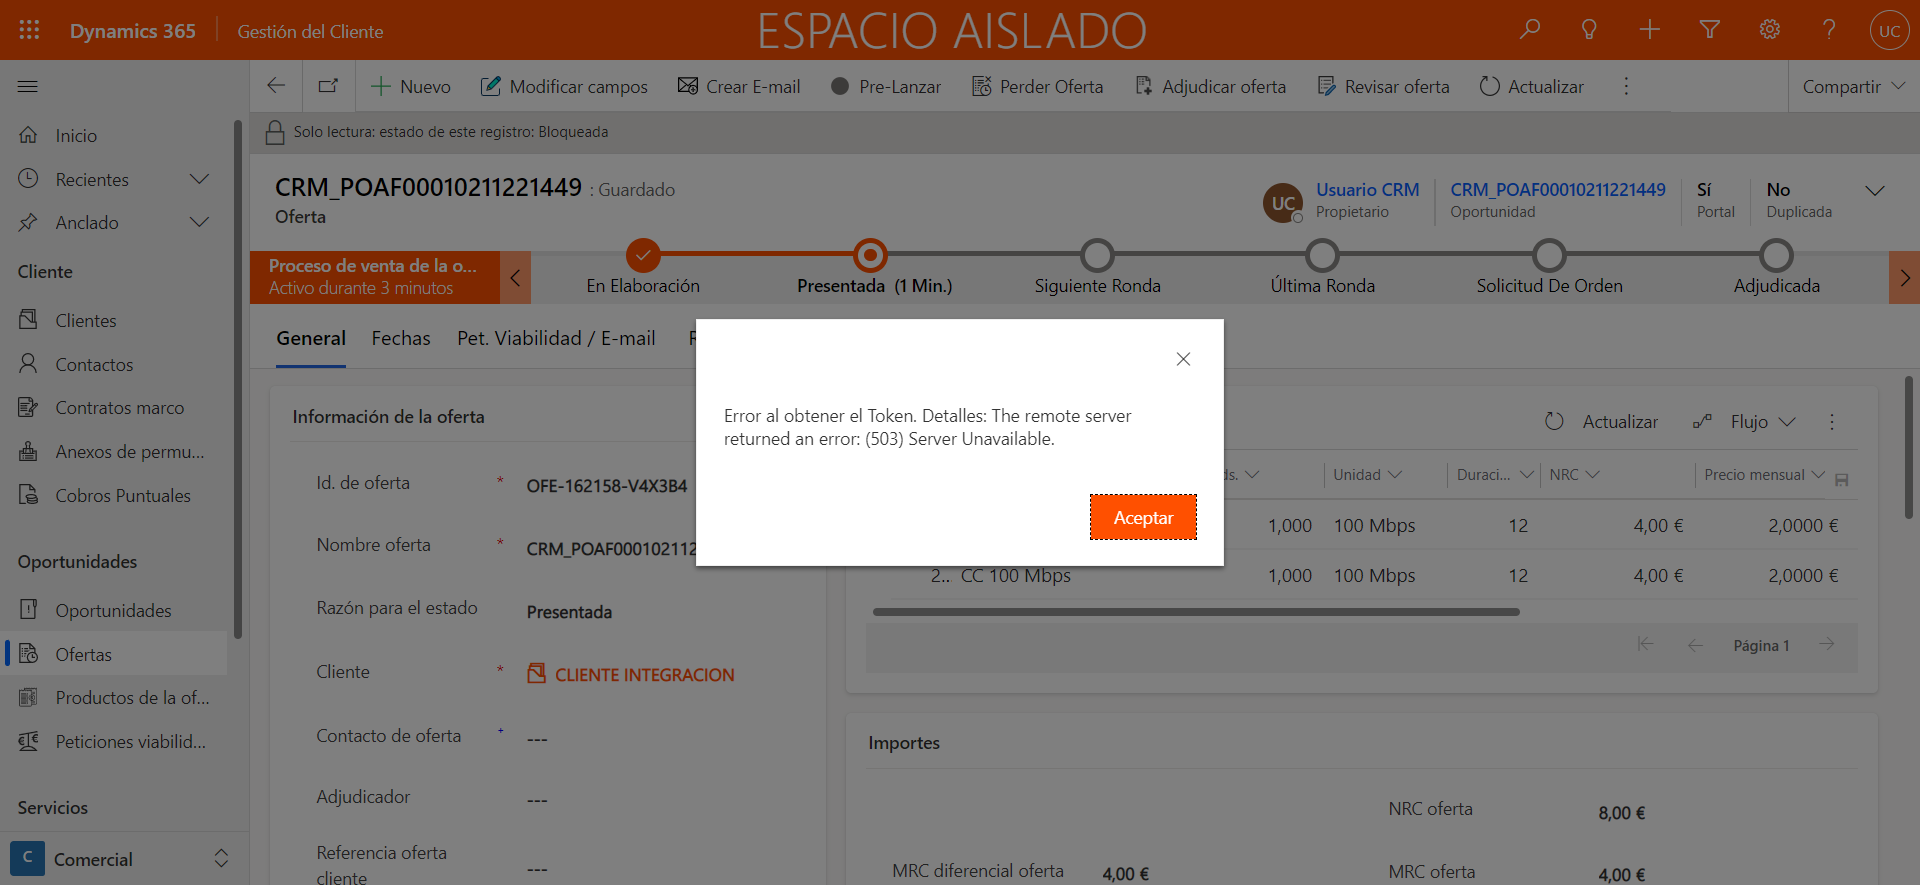 Dynamics 365
Gestión del Cliente
ESPACIO AISLADO
UC
Nuevo
Modificar campos
Crear E-mail
Pre-Lanzar
Perder Oferta
Adjudicar oferta
Revisar oferta
Actualizar
Compartir
Solo lectura: estado de este registro: Bloqueada
Inicio
Recientes
Anclado
Cliente
Clientes
Contactos
Contratos marco
Anexos de permu...
Cobros Puntuales
Oportunidades
Oportunidades
Ofertas
Productos de la of...
Peticiones viabilid...
Servicios
C
Comercial
CRM_POAF00010211221449 : Guardado
Oferta
UC
Usuario CRM
Propietario
CRM_POAF00010211221449
Oportunidad
Sí
Portal
No
Duplicada
Proceso de venta de la o...
Activo durante 3 minutos
En Elaboración
Presentada (1 Min.)
Siguiente Ronda
Última Ronda
Solicitud De Orden
Adjudicada
General
Fechas
Pet. Viabilidad / E-mail
Error al obtener el Token. Detalles: The remote server
returned an error: (503) Server Unavailable.
Aceptar
Información de la oferta
Id. de oferta * OFE-162158-V4X3B4
Nombre oferta * CRM_POAF000102112
Razón para el estado Presentada
Cliente * CLIENTE INTEGRACION
Contacto de oferta + ---
Adjudicador ---
Referencia oferta
cliente ---
Actualizar
Flujo
ds. Unidad Duraci... NRC Precio mensual
1,000 100 Mbps 12 4,00 € 2,0000 €
2.. CC 100 Mbps 1,000 100 Mbps 12 4,00 € 2,0000 €
Página 1
Importes
NRC oferta 8,00 €
MRC diferencial oferta 4,00 €
MRC oferta 4,00 €